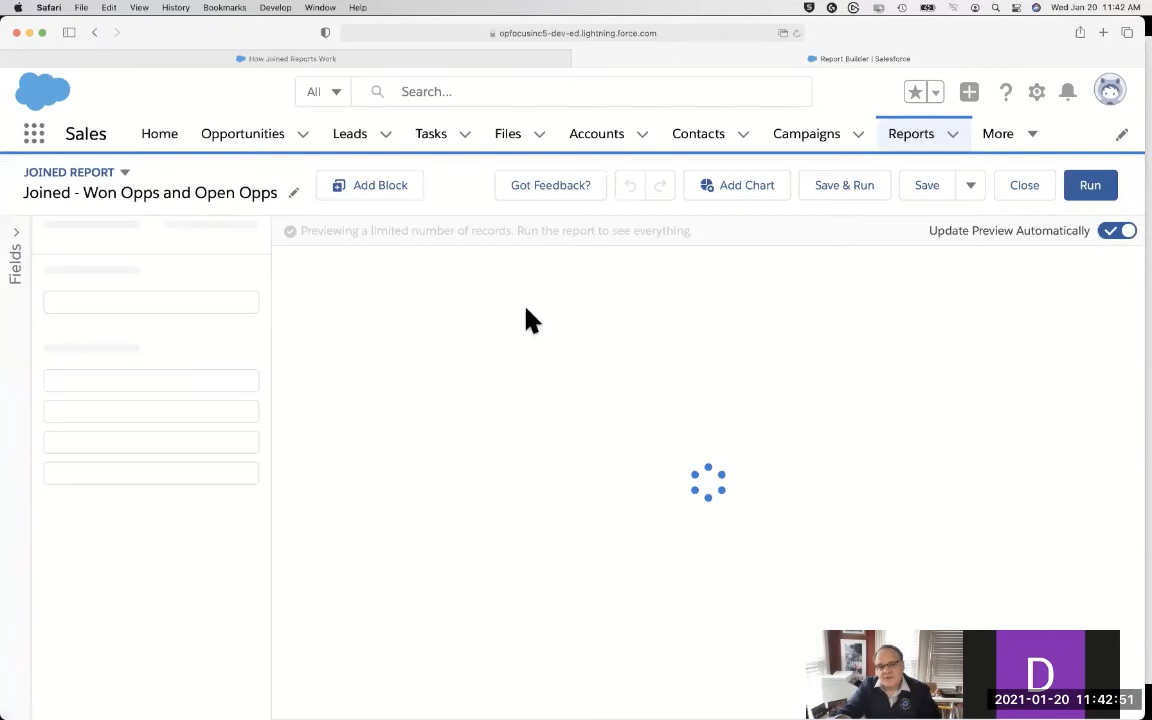 Safari File Edit View History Bookmarks Develop Window Help
Wed Jan 20 11:42 AM
opfocusinc5-dev-ed.lightning.force.com
How Joined Reports Work
Report Builder | Salesforce
All
Search...
Sales
Home
Opportunities
Leads
Tasks
Files
Accounts
Contacts
Campaigns
Reports
More
JOINED REPORT
Joined - Won Opps and Open Opps
Add Block
Got Feedback?
Add Chart
Save & Run
Save
Close
Run
Fields
Previewing a limited number of records. Run the report to see everything.
Update Preview Automatically
D
2021-01-20 11:42:51